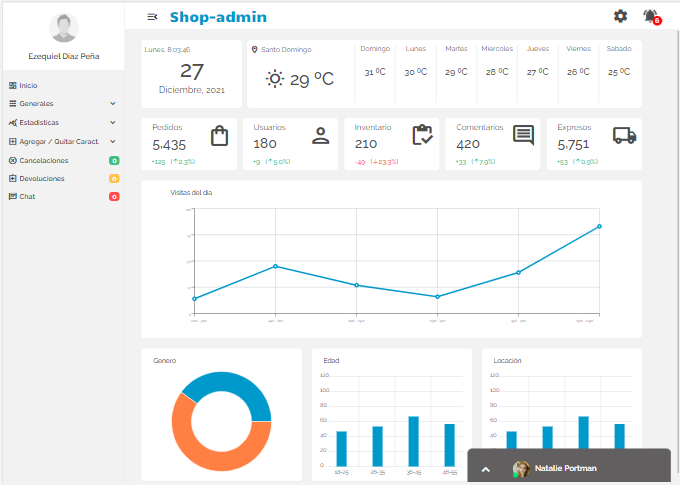 Shop-admin
5
Ezequiel Diaz Peña
Inicio
Generales
Estadisticas
Agregar / Quitar Caract.
Cancelaciones 0
Devoluciones 0
Chat 0
Lunes, 8:03:46
27
Diciembre, 2021
Santo Domingo
29 ºC
Domingo Lunes Martes Miercoles Jueves Viernes Sabado
31 ºC 30 ºC 29 ºC 28 ºC 27 ºC 26 ºC 25 ºC
Pedidos
5,435
+125 (↑2.3%)
Usuarios
180
+9 (↑5.0%)
Inventario
210
-49 (↓23.3%)
Comentarios
420
+33 (↑7.9%)
Expresos
5,751
+53 (↑0.9%)
Visitas del dia
Genero
Edad
120
100
80
60
40
20
0
18-25 26-35 36-45 46-55
Locación
120
100
80
60
40
Natalie Portman